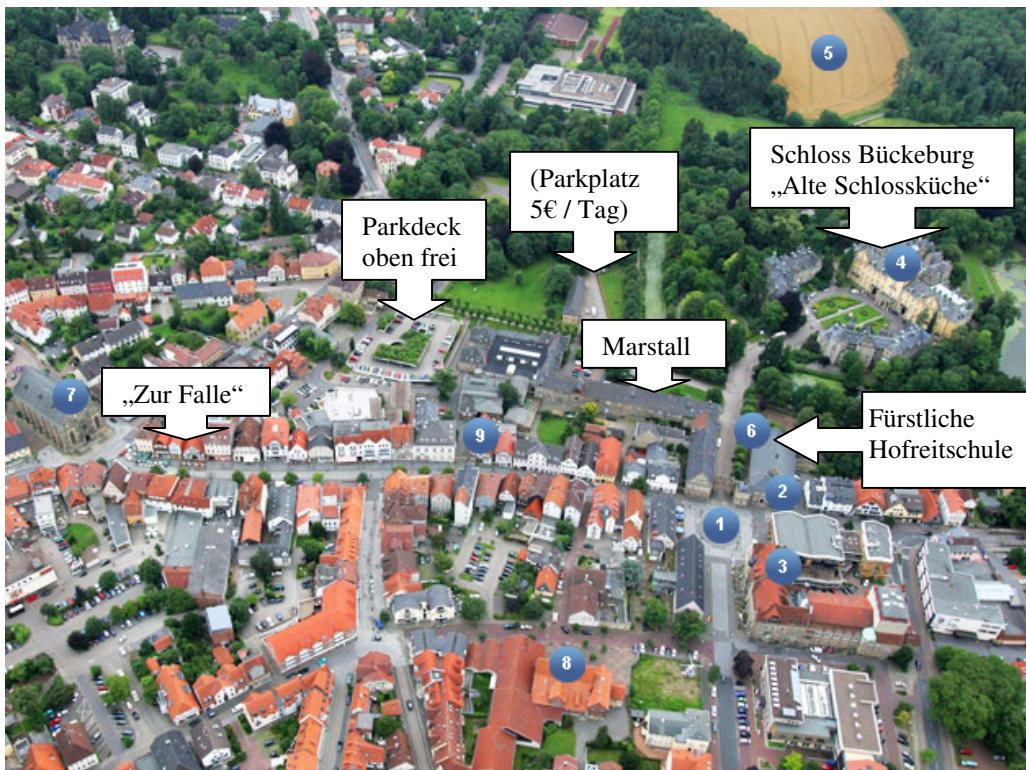 5
Schloss Bückeburg
„Alte Schlossküche“
(Parkplatz
5€ / Tag)
Parkdeck
oben frei
4
Marstall
„Zur Falle“
7
Fürstliche
Hofreitschule
6
9
2
1
3
8